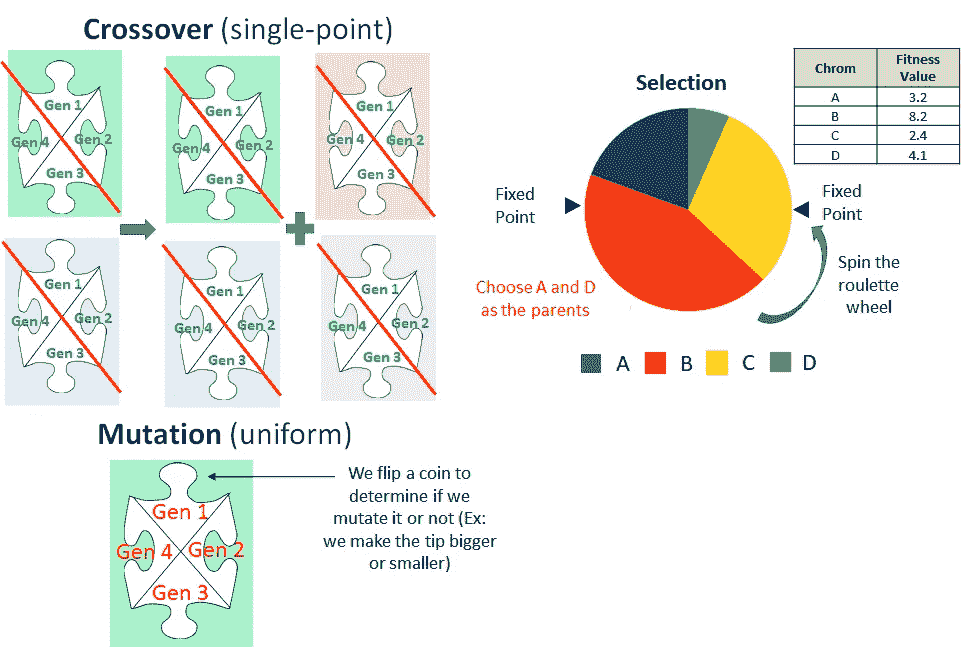 Crossover (single-point)
Gen 1
Gen 4
Gen 2
Gen 3
Gen 1
Gen 4
Gen 2
Gen 3
Gen 1
Gen 4
Gen 2
Gen 3
Gen 1
Gen 4
Gen 2
Gen 3
Gen 1
Gen 4
Gen 2
Gen 3
Gen 1
Gen 4
Gen 2
Gen 3
Selection
Chrom Fitness Value
A 3.2
B 8.2
C 2.4
D 4.1
Fixed
Point
Fixed
Point
Choose A and D
as the parents
Spin the
roulette
wheel
A B C D
Mutation (uniform)
Gen 1
Gen 4 Gen 2
Gen 3
We flip a coin to
determine if we
mutate it or not (Ex:
we make the tip bigger
or smaller)